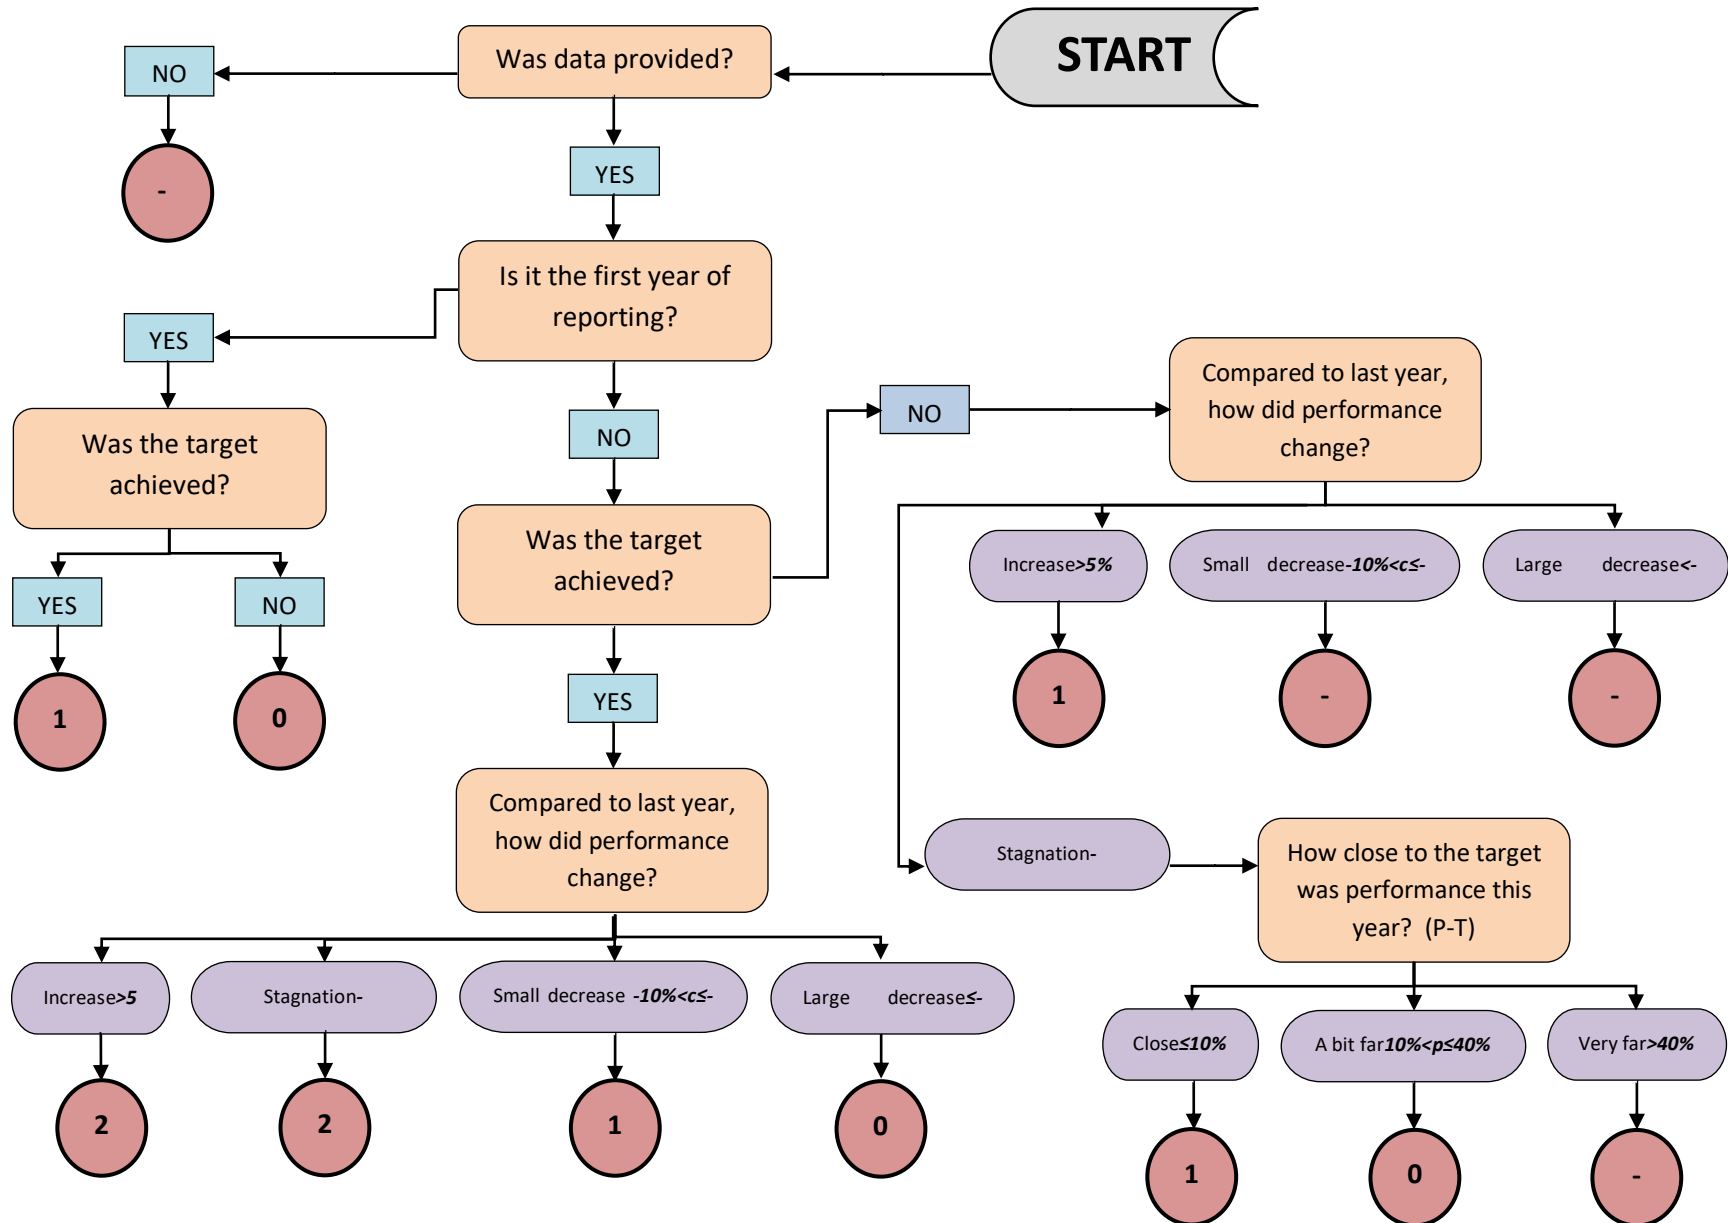 START
Was data provided?
NO
-
YES
Is it the first year of
reporting?
YES
Was the target
achieved?
YES
NO
1
0
NO
Was the target
achieved?
NO
Compared to last year,
how did performance
change?
Increase>5%
Small decrease-10%<c≤-
Large decrease<-
1
-
-
Stagnation-
How close to the target
was performance this
year? (P-T)
Close≤10%
A bit far10%<p≤40%
Very far>40%
1
0
-
YES
Compared to last year,
how did performance
change?
Increase>5
Stagnation-
Small decrease -10%<c≤-
Large decrease≤-
2
2
1
0